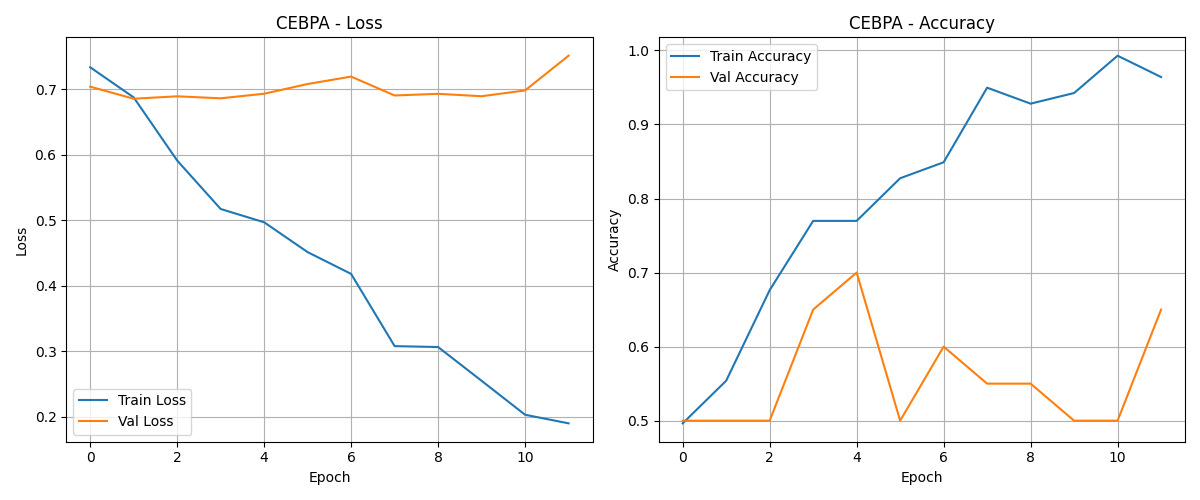 CEBPA - Loss
0.7
0.6
0.5
0.4
0.3
0.2
Loss
Train Loss
Val Loss
0 2 4 6 8 10
Epoch
CEBPA - Accuracy
Train Accuracy
Val Accuracy
1.0
0.9
0.8
0.7
0.6
0.5
Accuracy
0 2 4 6 8 10
Epoch